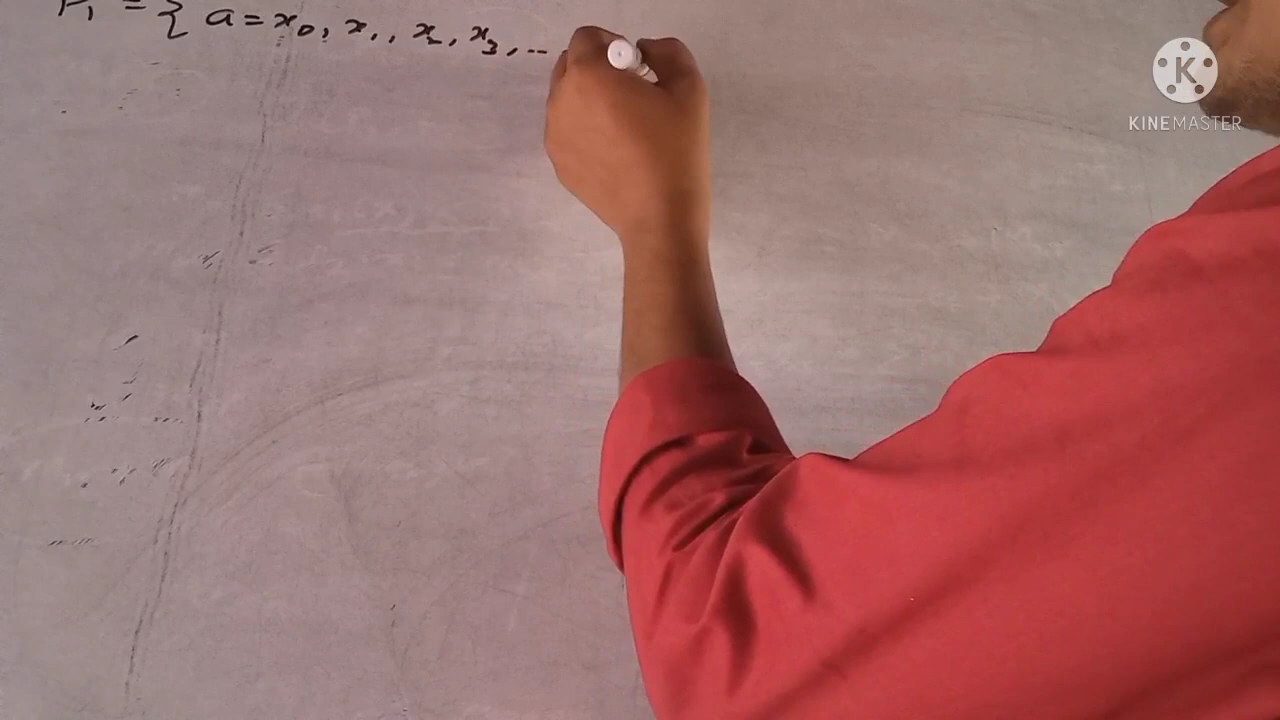 P₁ = { a = x₀, x₁, x₂, x₃, ...
K
KINEMASTER